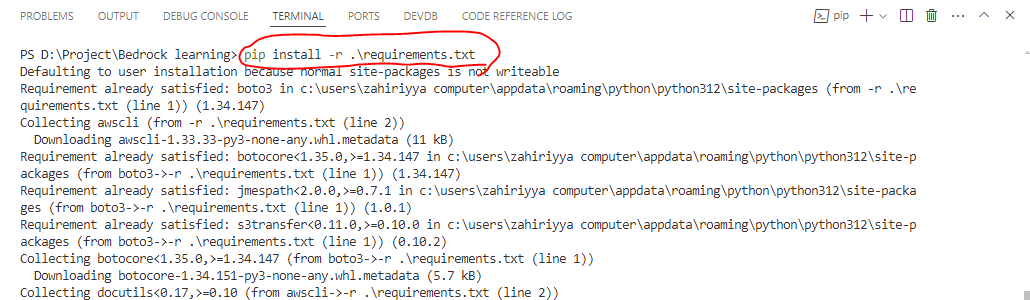 PROBLEMS OUTPUT DEBUG CONSOLE TERMINAL PORTS DEVDB CODE REFERENCE LOG pip
PS D:\Project\Bedrock learning> pip install -r .\requirements.txt
Defaulting to user installation because normal site-packages is not writeable
Requirement already satisfied: boto3 in c:\users\zahiriyya computer\appdata\roaming\python\python312\site-packages (from -r .\re
quirements.txt (line 1)) (1.34.147)
Collecting awscli (from -r .\requirements.txt (line 2))
  Downloading awscli-1.33.33-py3-none-any.whl.metadata (11 kB)
Requirement already satisfied: botocore<1.35.0,>=1.34.147 in c:\users\zahiriyya computer\appdata\roaming\python\python312\site-p
ackages (from boto3->-r .\requirements.txt (line 1)) (1.34.147)
Requirement already satisfied: jmespath<2.0.0,>=0.7.1 in c:\users\zahiriyya computer\appdata\roaming\python\python312\site-packa
ges (from boto3->-r .\requirements.txt (line 1)) (1.0.1)
Requirement already satisfied: s3transfer<0.11.0,>=0.10.0 in c:\users\zahiriyya computer\appdata\roaming\python\python312\site-p
ackages (from boto3->-r .\requirements.txt (line 1)) (0.10.2)
Collecting botocore<1.35.0,>=1.34.147 (from boto3->-r .\requirements.txt (line 1))
  Downloading botocore-1.34.151-py3-none-any.whl.metadata (5.7 kB)
Collecting docutils<0.17,>=0.10 (from awscli->-r .\requirements.txt (line 2))